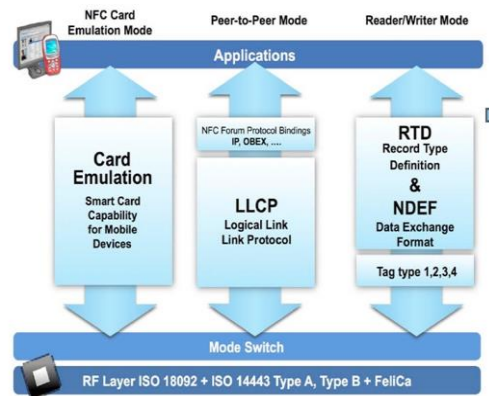 NFC Card
Emulation Mode
Peer-to-Peer Mode
Reader/Writer Mode
Applications
Card
Emulation
Smart Card
Capability
for Mobile
Devices
NFC Forum Protocol Bindings
IP, OBEX, ....
LLCP
Logical Link
Link Protocol
RTD
Record Type
Definition
&
NDEF
Data Exchange
Format
Tag type 1,2,3,4
Mode Switch
RF Layer ISO 18092 + ISO 14443 Type A, Type B + FeliCa